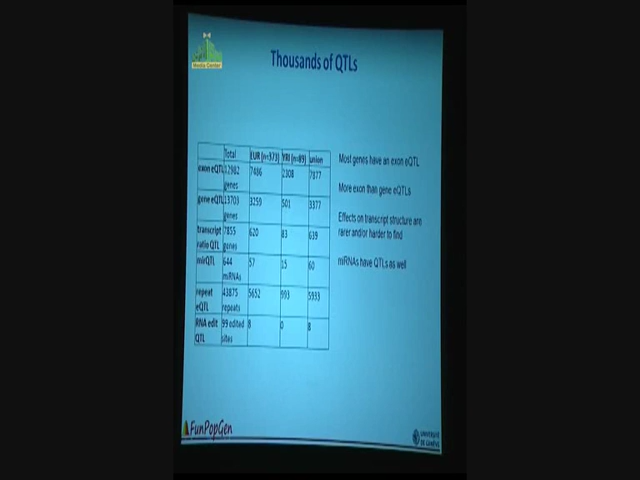 Media Center
Thousands of QTLs
Total EUR (n=373) YRI (n=89) union
exon eQTL 12982 genes 7486 2308 7877
gene eQTL 13703 genes 3259 501 3377
transcript ratio QTL 7855 genes 620 83 639
mirQTL 644 miRNAs 57 15 60
repeat eQTL 43875 repeats 5652 993 5933
RNA edit QTL 99 edited sites 8 0 8
Most genes have an exon eQTL
More exon than gene eQTLs
Effects on transcript structure are
rarer and/or harder to find
miRNAs have QTLs as well
FunPopGen
UNIVERSITÉ
DE GENÈVE